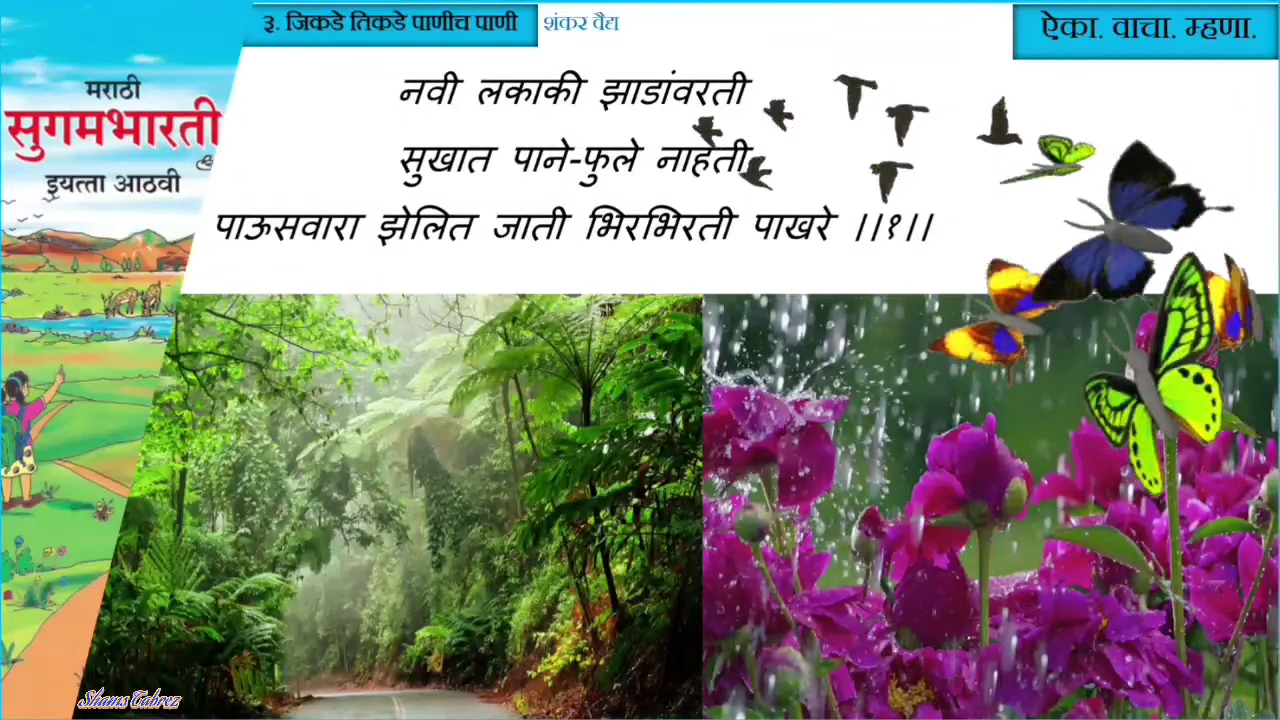 ३. जिकडे तिकडे पाणीच पाणी
शंकर वैद्य
ऐका. वाचा. म्हणा.
मराठी
सुगमभारती
इयत्ता आठवी
नवी लकाकी झाडांवरती
सुखात पाने-फुले नाहती
पाऊसवारा झेलित जाती भिरभिरती पाखरे ।।१।।
Shams Tabrez